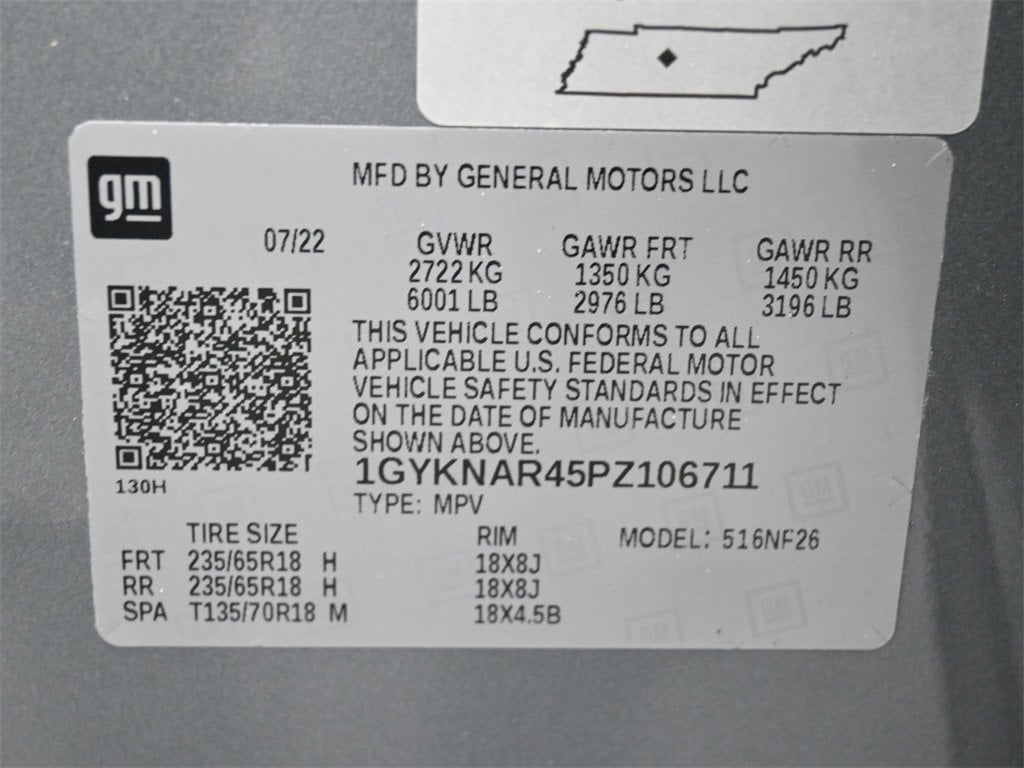 gm
MFD BY GENERAL MOTORS LLC
07/22
GVWR GAWR FRT GAWR RR
2722 KG 1350 KG 1450 KG
6001 LB 2976 LB 3196 LB
THIS VEHICLE CONFORMS TO ALL
APPLICABLE U.S. FEDERAL MOTOR
VEHICLE SAFETY STANDARDS IN EFFECT
ON THE DATE OF MANUFACTURE
SHOWN ABOVE.
1GYKNAR45PZ106711
130H
TYPE: MPV
TIRE SIZE RIM MODEL: 516NF26
FRT 235/65R18 H 18X8J
RR 235/65R18 H 18X8J
SPA T135/70R18 M 18X4.5B